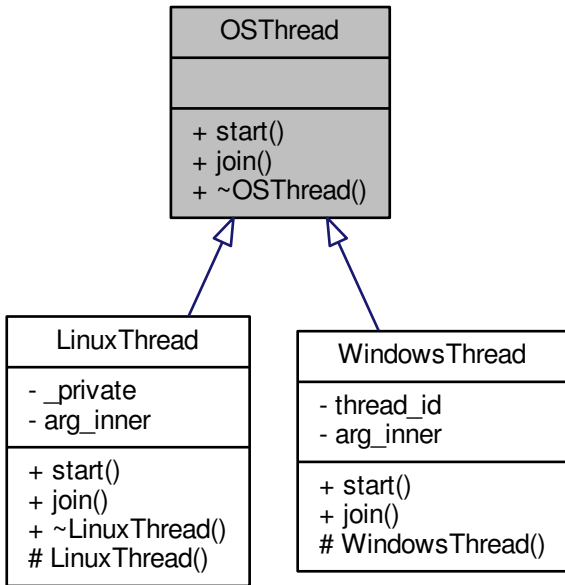 OSThread
+ start()
+ join()
+ ~OSThread()
LinuxThread
- _private
- arg_inner
+ start()
+ join()
+ ~LinuxThread()
# LinuxThread()
WindowsThread
- thread_id
- arg_inner
+ start()
+ join()
# WindowsThread()